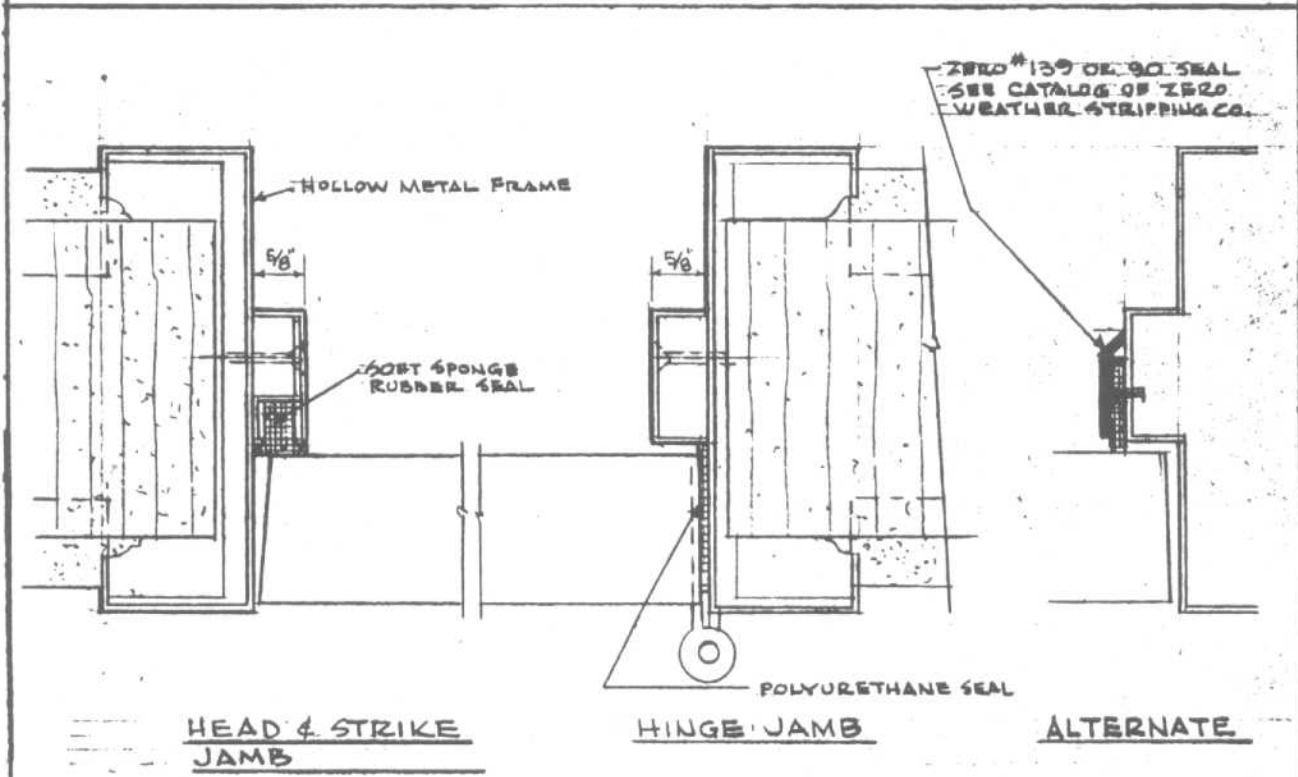 ZERO #139 OR 90 SEAL
SEE CATALOG OF ZERO
WEATHER STRIPPING CO.
HOLLOW METAL FRAME
5/8"
5/8"
SOFT SPONGE
RUBBER SEAL
POLYURETHANE SEAL
HEAD & STRIKE
JAMB
HINGE JAMB
ALTERNATE